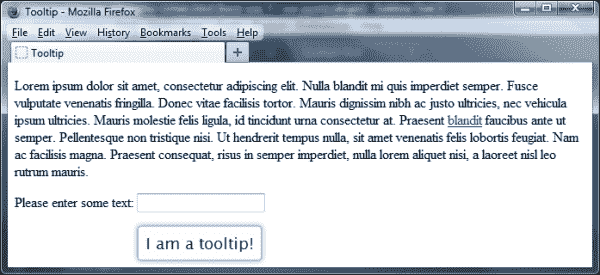 Tooltip - Mozilla Firefox
File Edit View History Bookmarks Tools Help
Tooltip
Lorem ipsum dolor sit amet, consectetur adipiscing elit. Nulla blandit mi quis imperdiet semper. Fusce
vulputate venenatis fringilla. Donec vitae facilisis tortor. Mauris dignissim nibh ac justo ultricies, nec vehicula
ipsum ultricies. Mauris molestie felis ligula, id tincidunt urna consectetur at. Praesent blandit faucibus ante ut
semper. Pellentesque non tristique nisi. Ut hendrerit tempus nulla, sit amet venenatis felis lobortis feugiat. Nam
ac facilisis magna. Praesent consequat, risus in semper imperdiet, nulla lorem aliquet nisi, a laoreet nisl leo
rutrum mauris.
Please enter some text:
I am a tooltip!